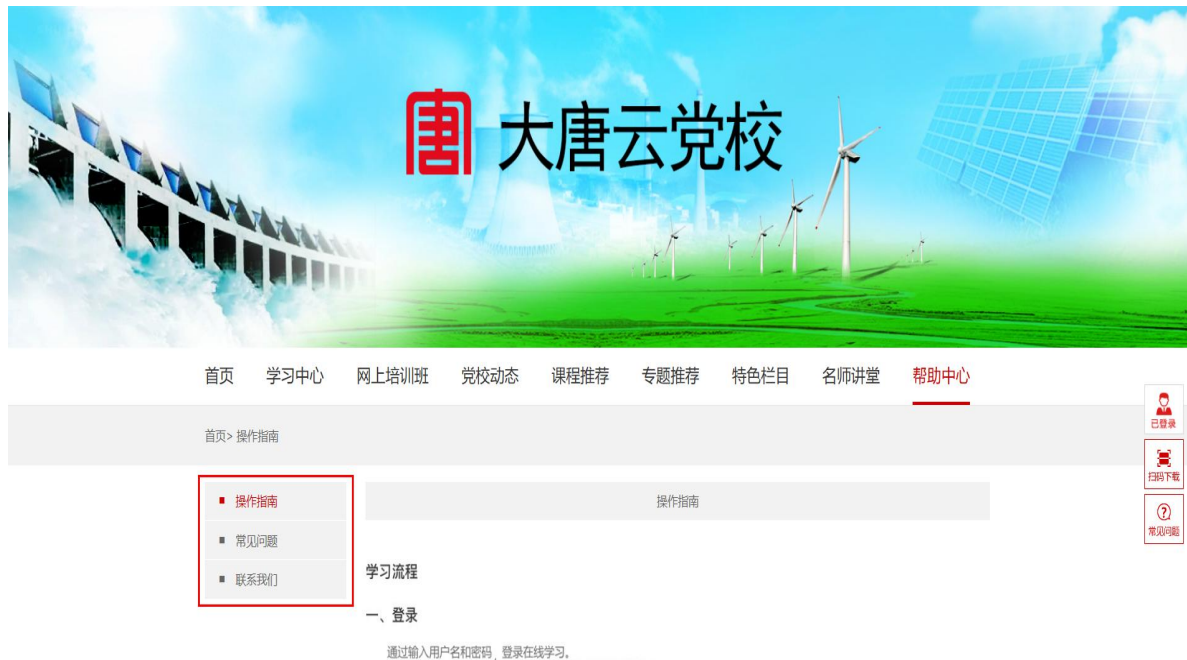 唐 大唐云党校
首页 学习中心 网上培训班 党校动态 课程推荐 专题推荐 特色栏目 名师讲堂 帮助中心
已登录
首页> 操作指南
扫码下载
操作指南
操作指南
常见问题
常见问题
联系我们
学习流程
一、登录
通过输入用户名和密码，登录在线学习。